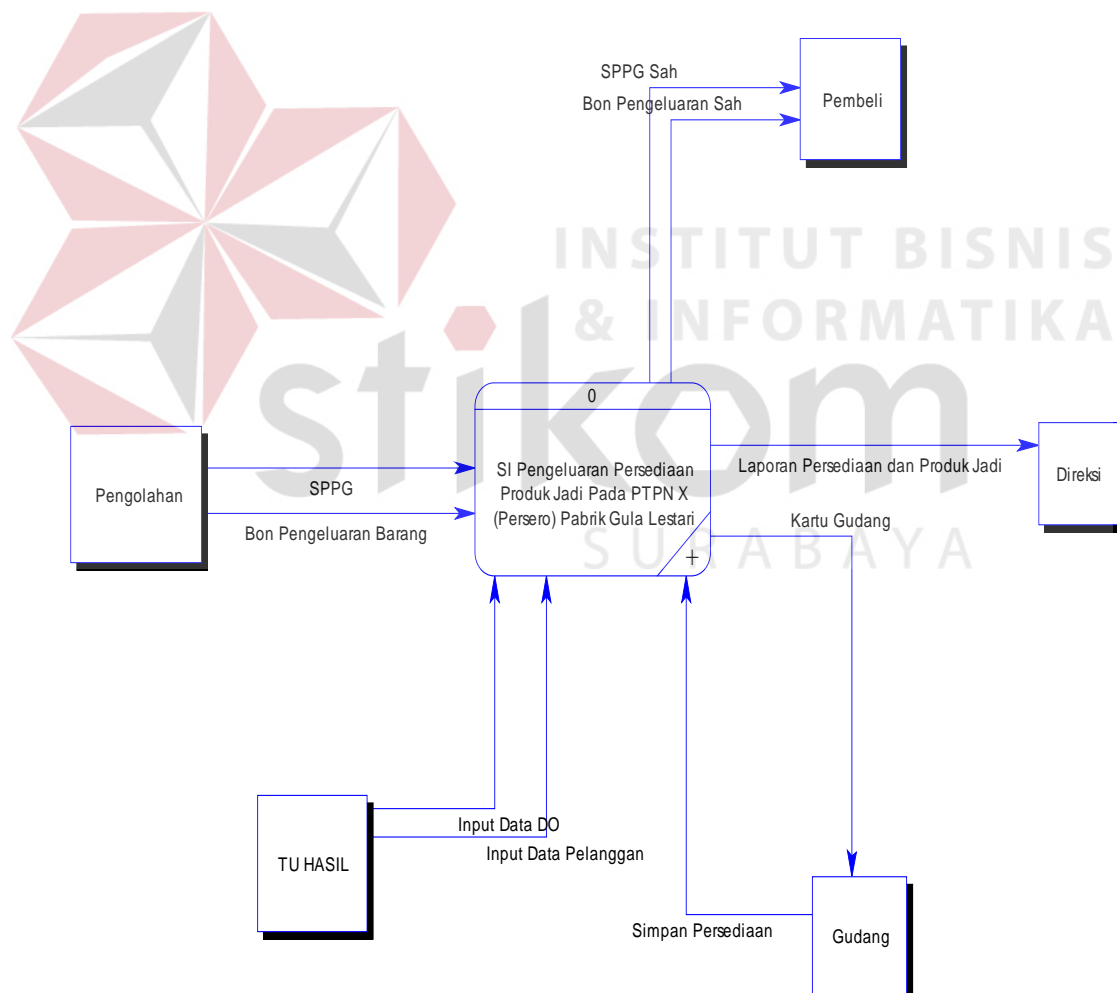 SPPG Sah
Bon Pengeluaran Sah
Pembeli
INSTITUT BISNIS
& INFORMATIKA
stikom
SURABAYA
0
SI Pengeluaran Persediaan
Produk Jadi Pada PTPN X
(Persero) Pabrik Gula Lestari
+
Pengolahan
SPPG
Bon Pengeluaran Barang
Laporan Persediaan dan Produk Jadi
Direksi
Kartu Gudang
TU HASIL
Input Data DO
Input Data Pelanggan
Simpan Persediaan
Gudang